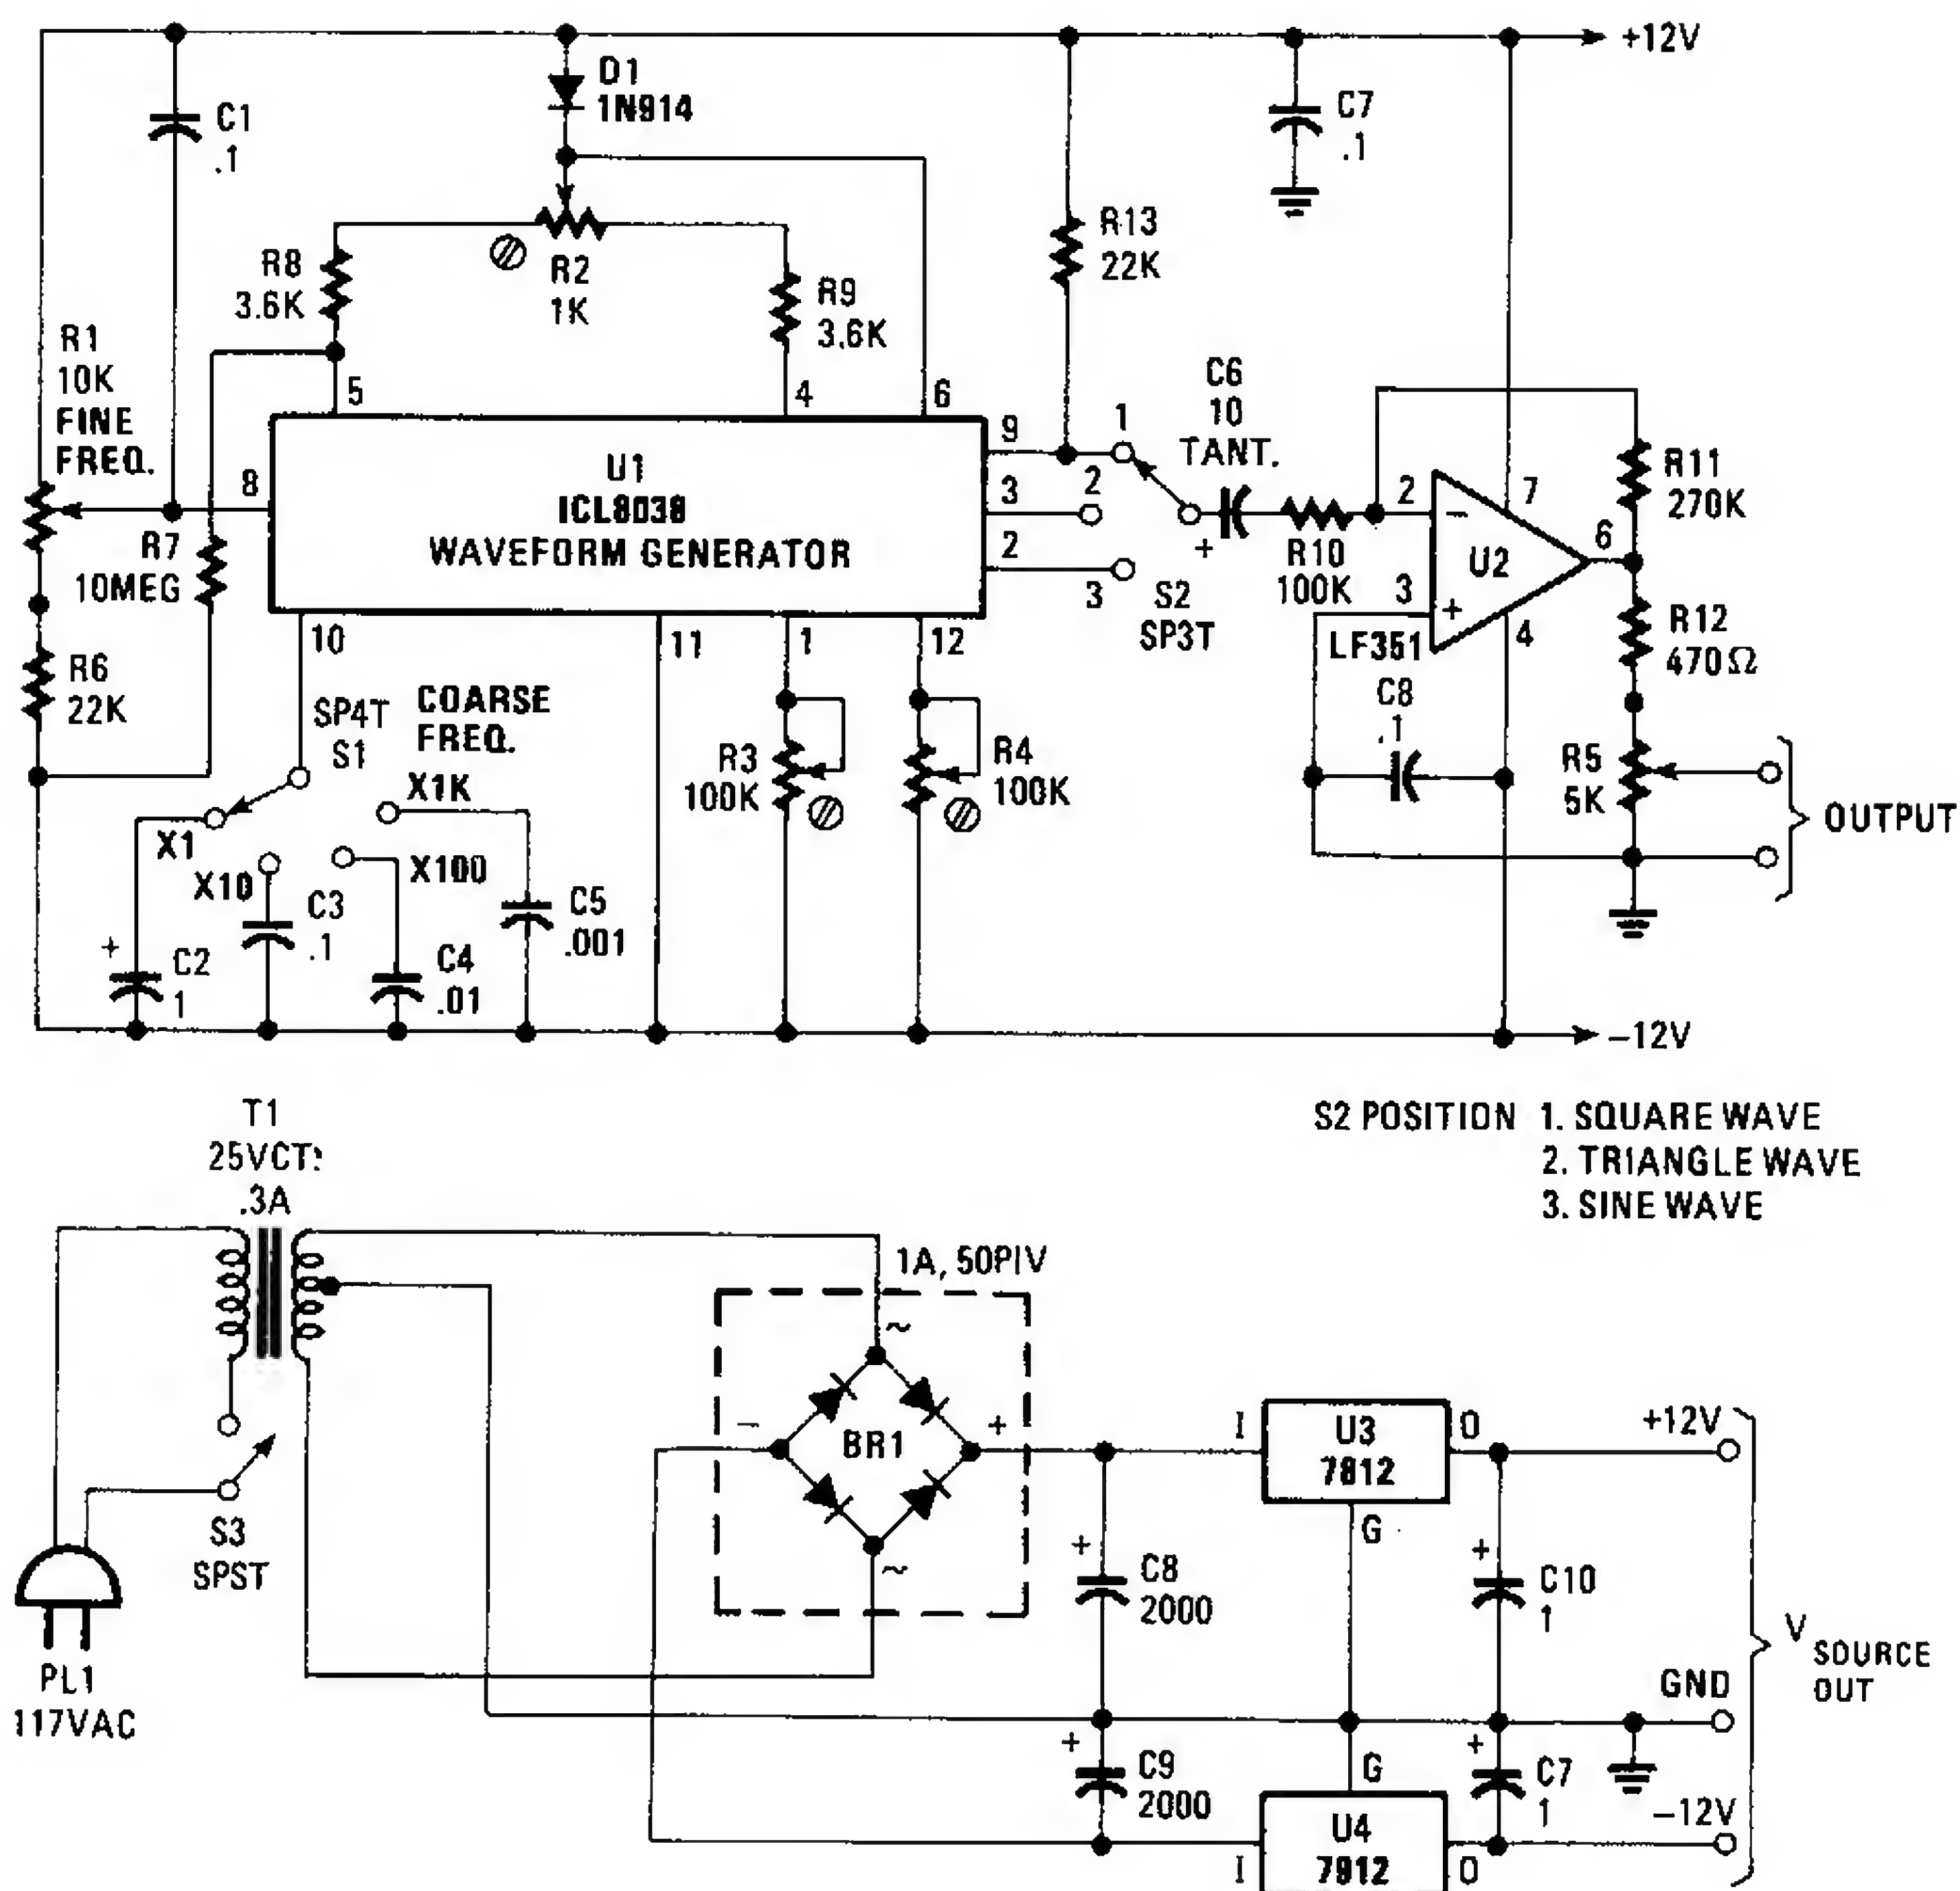 +12V
D1
1N914
C1
.1
C7
.1
R13
22K
R8
3.6K
R2
1K
R9
3.6K
R1
10K
FINE
FREQ.
5
4
6
C6
10
TANT.
8
9
1
U1
ICL8038
WAVEFORM GENERATOR
3
2
2
3
S2
SP3T
+
R10
100K
2
7
−
R11
270K
6
U2
3
+
LF351
4
R12
470Ω
R7
10MEG
10
11
1
12
R6
22K
SP4T
S1
COARSE
FREQ.
C8
.1
R3
100K
R4
100K
R5
5K
OUTPUT
X1K
X1
X10
X100
C3
.1
C5
.001
+
C2
1
C4
.01
−12V
S2 POSITION 1. SQUARE WAVE
2. TRIANGLE WAVE
3. SINE WAVE
T1
25VCT
.3A
1A, 50PIV
~
−
BR1
+
~
I
U3
7812
O
+12V
G
S3
SPST
+
C8
2000
+
C10
1
PL1
117VAC
V SOURCE
OUT
GND
+
C9
2000
G
+
C7
1
−12V
I
U4
7912
O